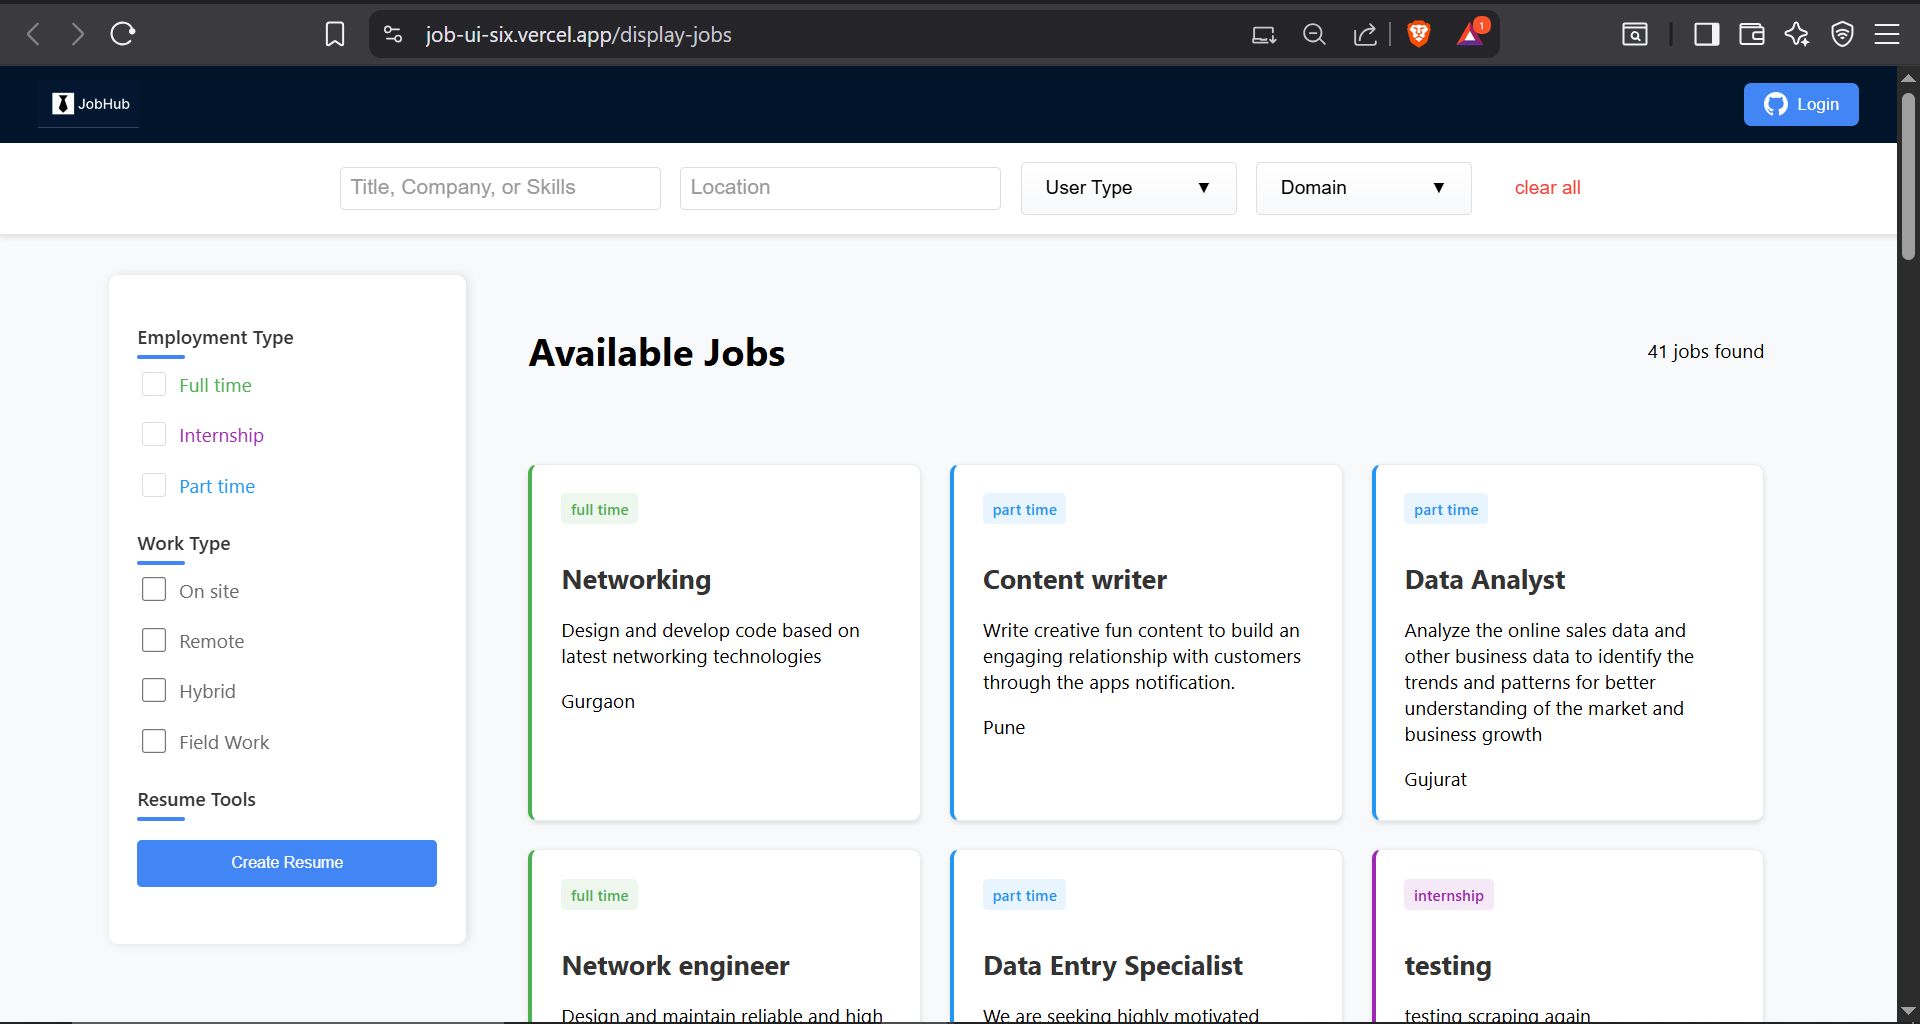 job-ui-six.vercel.app/display-jobs
1
JobHub
Login
Title, Company, or Skills
Location
User Type ▼
Domain ▼
clear all
Employment Type
Full time
Internship
Part time
Work Type
On site
Remote
Hybrid
Field Work
Resume Tools
Create Resume
Available Jobs
41 jobs found
full time
Networking
Design and develop code based on
latest networking technologies
Gurgaon
part time
Content writer
Write creative fun content to build an
engaging relationship with customers
through the apps notification.
Pune
part time
Data Analyst
Analyze the online sales data and
other business data to identify the
trends and patterns for better
understanding of the market and
business growth
Gujurat
full time
Network engineer
Design and maintain reliable and high
part time
Data Entry Specialist
We are seeking highly motivated
internship
testing
testing scraping again